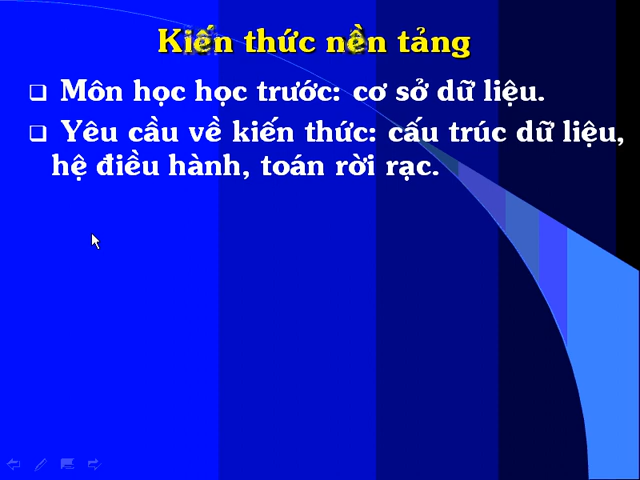 Kiến thức nền tảng
Môn học học trước: cơ sở dữ liệu.
Yêu cầu về kiến thức: cấu trúc dữ liệu,
hệ điều hành, toán rời rạc.